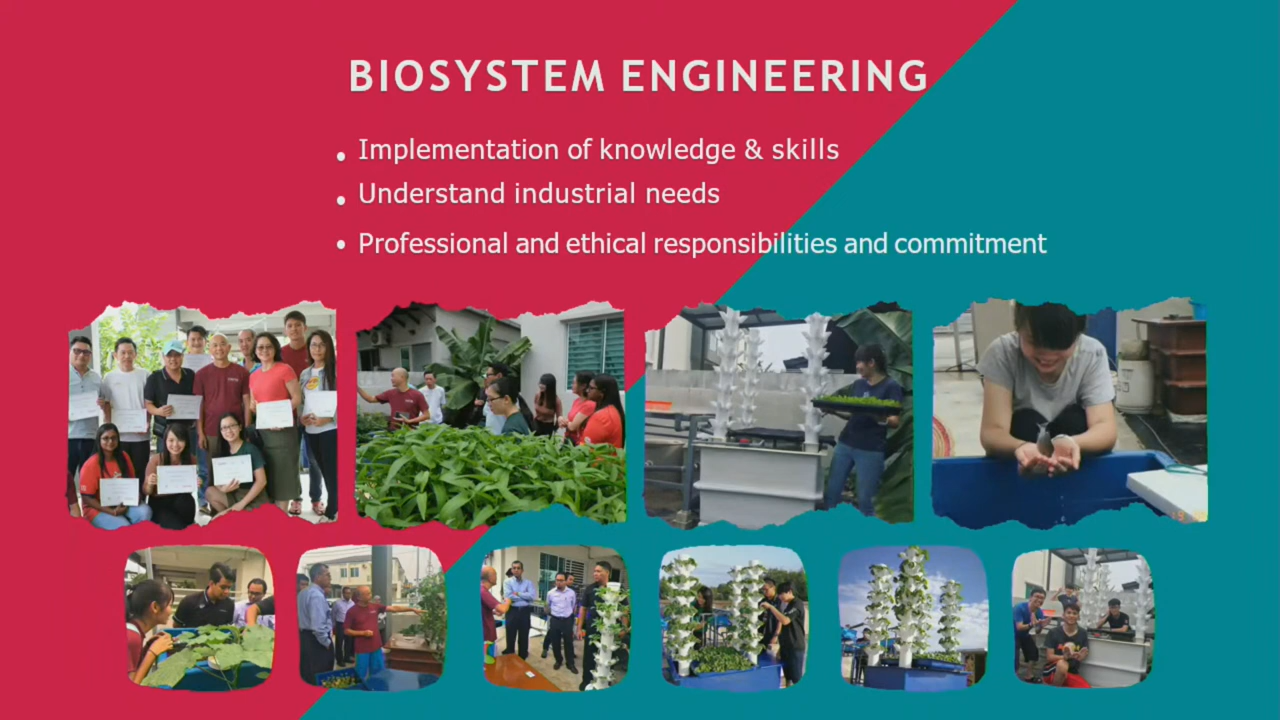 BIOSYSTEM ENGINEERING
• Implementation of knowledge & skills
• Understand industrial needs
• Professional and ethical responsibilities and commitment